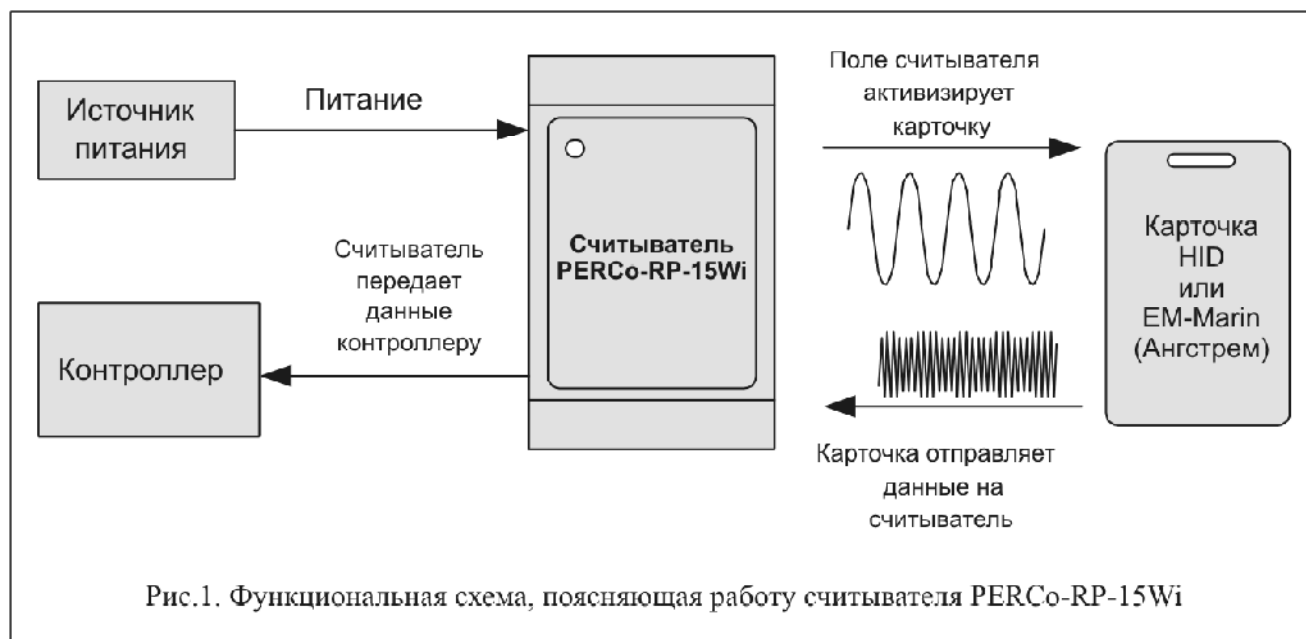 Источник
питания
Питание
Считыватель
передает
данные
контроллеру
Контроллер
Считыватель
PERCo-RP-15Wi
Поле считывателя
активизирует
карточку
Карточка отправляет
данные на
считыватель
Карточка
HID
или
EM-Marin
(Ангстрем)
Рис.1. Функциональная схема, поясняющая работу считывателя PERCo-RP-15Wi